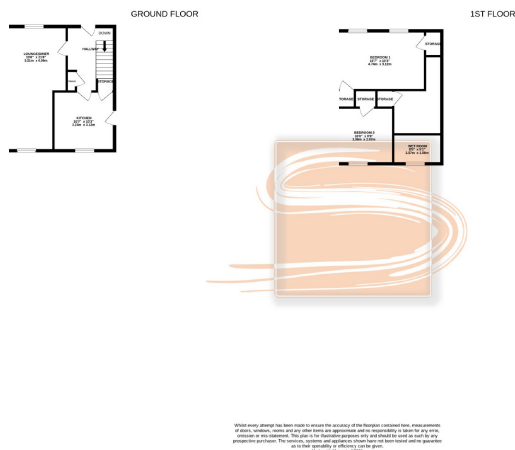 GROUND FLOOR
1ST FLOOR
DOWN
HALLWAY
LOUNGE/DINER
STORAGE
KITCHEN
10'7" x 10'3"
STORAGE
BEDROOM 1
TORAGE
STORAGE
STORAGE
BEDROOM 2
WET ROOM
Whilst every attempt has been made to ensure the accuracy of the floorplan contained here, measurements
of doors, windows, rooms and any other items are approximate and no responsibility is taken for any error,
omission or mis-statement. This plan is for illustrative purposes only and should be used as such by any
prospective purchaser. The services, systems and appliances shown have not been tested and no guarantee
as to their operability or efficiency can be given.